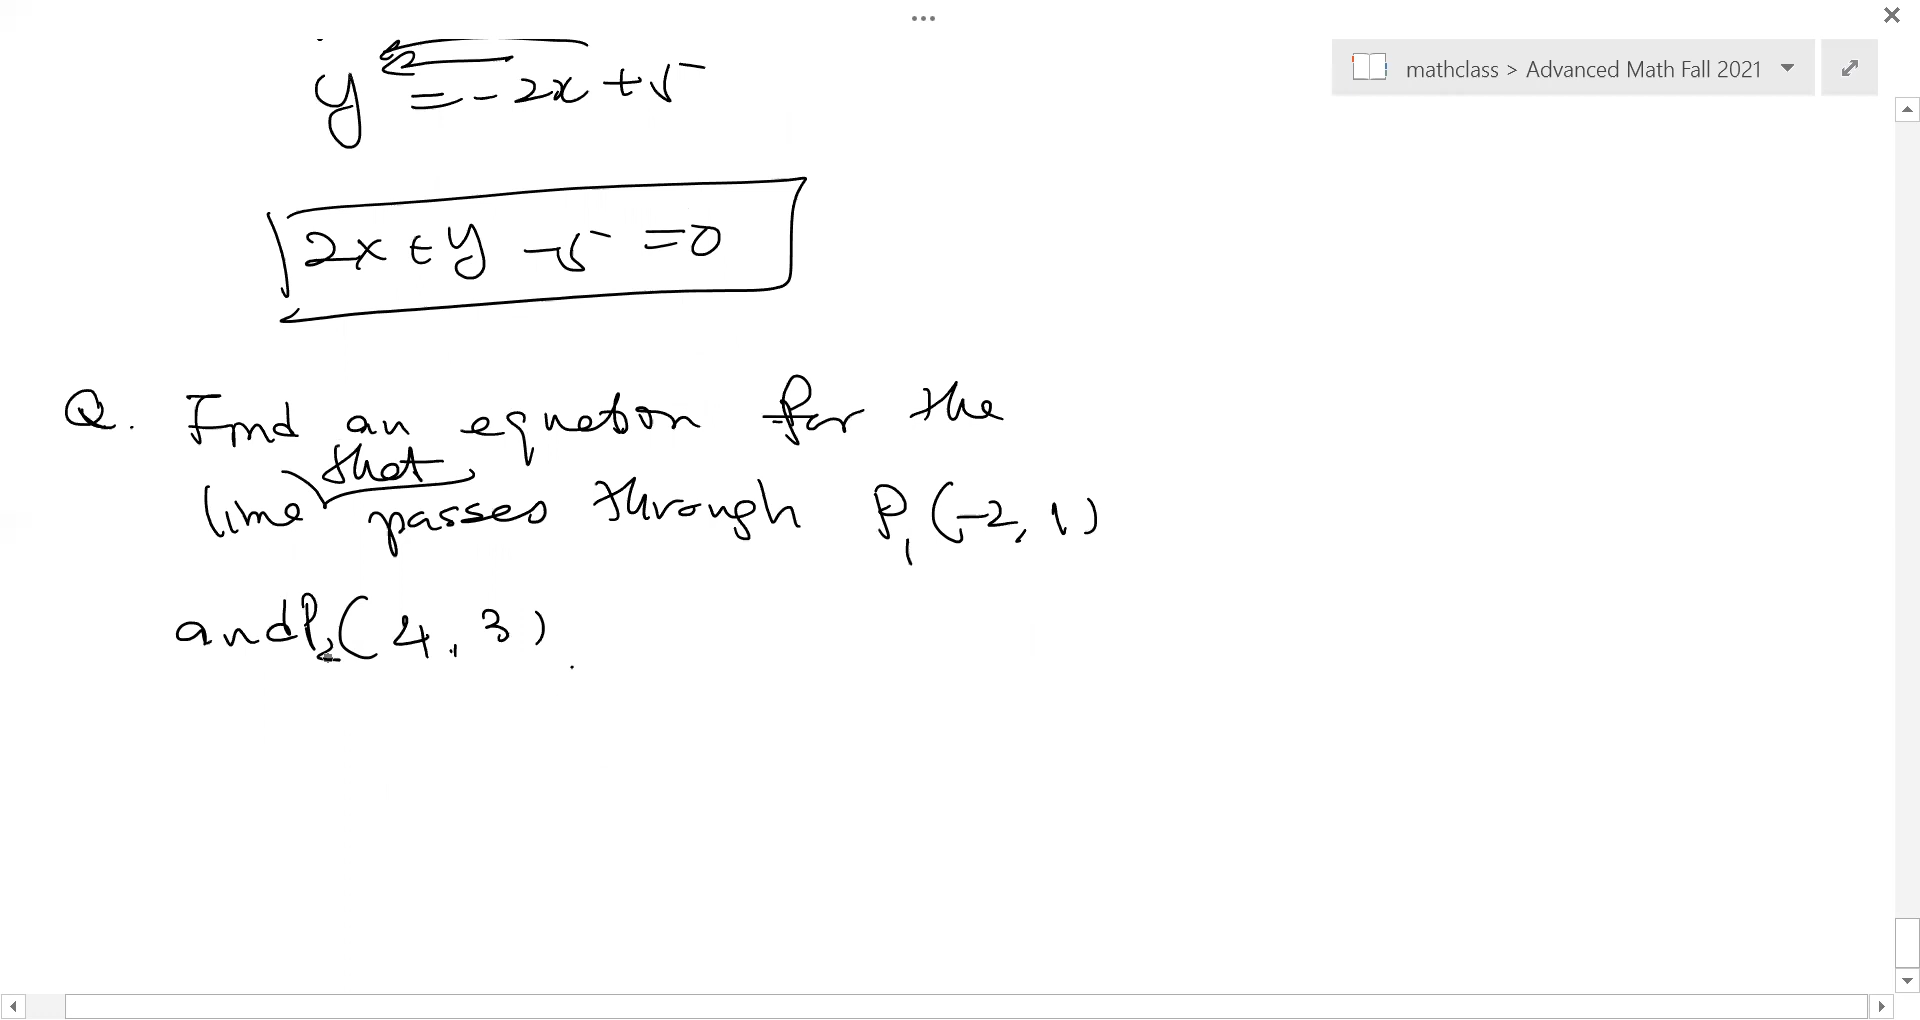 ...
mathclass > Advanced Math Fall 2021
y = -2x + 5
2x + y - 5 = 0
Q. Find an equation for the
that
line passes through P₁(-2, 1)
and P₂(4, 3).